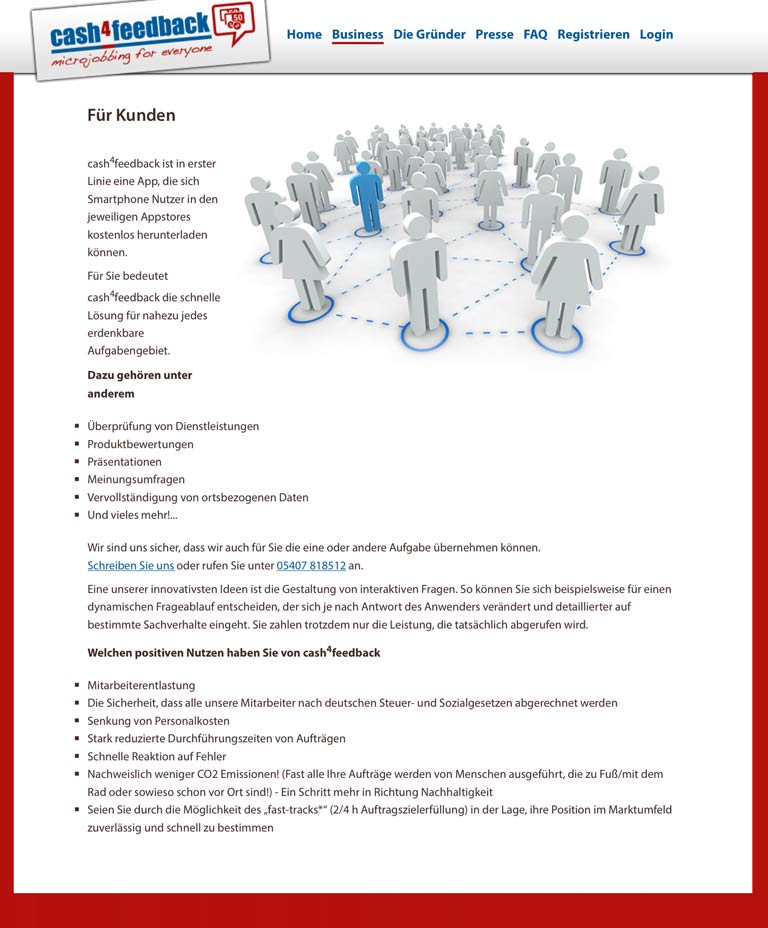 cash4feedback
50
microjobbing for everyone
Home Business Die Gründer Presse FAQ Registrieren Login
Für Kunden
cash4feedback ist in erster
Linie eine App, die sich
Smartphone Nutzer in den
jeweiligen Appstores
kostenlos herunterladen
können.
Für Sie bedeutet
cash4feedback die schnelle
Lösung für nahezu jedes
erdenkbare
Aufgabengebiet.
Dazu gehören unter
anderem
▪ Überprüfung von Dienstleistungen
▪ Produktbewertungen
▪ Präsentationen
▪ Meinungsumfragen
▪ Vervollständigung von ortsbezogenen Daten
▪ Und vieles mehr!...
Wir sind uns sicher, dass wir auch für Sie die eine oder andere Aufgabe übernehmen können.
Schreiben Sie uns oder rufen Sie unter 05407 818512 an.
Eine unserer innovativsten Ideen ist die Gestaltung von interaktiven Fragen. So können Sie sich beispielsweise für einen
dynamischen Frageablauf entscheiden, der sich je nach Antwort des Anwenders verändert und detaillierter auf
bestimmte Sachverhalte eingeht. Sie zahlen trotzdem nur die Leistung, die tatsächlich abgerufen wird.
Welchen positiven Nutzen haben Sie von cash4feedback
▪ Mitarbeiterentlastung
▪ Die Sicherheit, dass alle unsere Mitarbeiter nach deutschen Steuer- und Sozialgesetzen abgerechnet werden
▪ Senkung von Personalkosten
▪ Stark reduzierte Durchführungszeiten von Aufträgen
▪ Schnelle Reaktion auf Fehler
▪ Nachweislich weniger CO2 Emissionen! (Fast alle Ihre Aufträge werden von Menschen ausgeführt, die zu Fuß/mit dem
Rad oder sowieso schon vor Ort sind!) - Ein Schritt mehr in Richtung Nachhaltigkeit
▪ Seien Sie durch die Möglichkeit des „fast-tracks*“ (2/4 h Auftragszielerfüllung) in der Lage, ihre Position im Marktumfeld
zuverlässig und schnell zu bestimmen